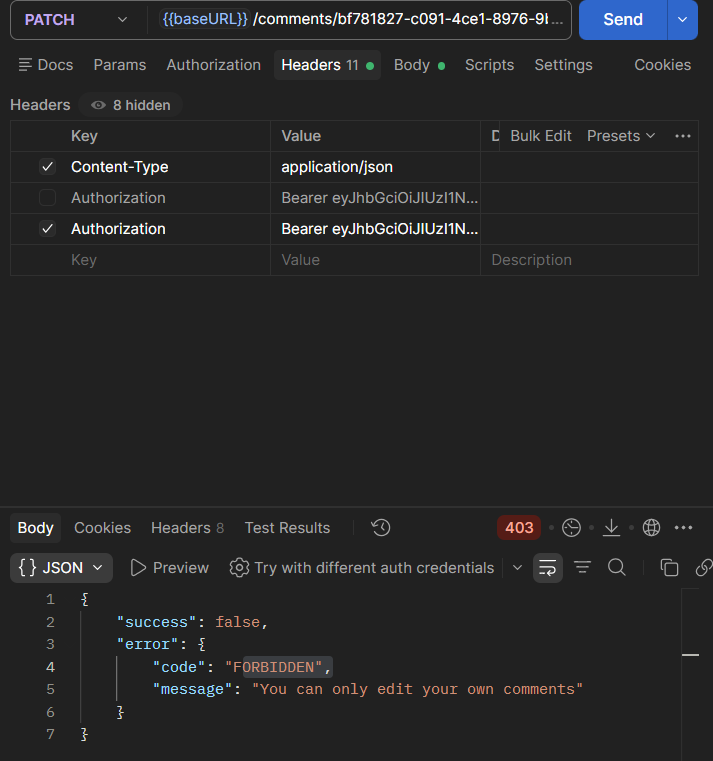 PATCH {{baseURL}} /comments/bf781827-c091-4ce1-8976-9l... Send
Docs Params Authorization Headers 11 Body Scripts Settings Cookies
Headers 8 hidden
Key Value D Bulk Edit Presets ...
Content-Type application/json
Authorization Bearer eyJhbGciOiJIUzI1N...
Authorization Bearer eyJhbGciOiJIUzI1N...
Key Value Description
Body Cookies Headers 8 Test Results 403 ...
{} JSON Preview Try with different auth credentials
1 {
2 "success": false,
3 "error": {
4 "code": "FORBIDDEN",
5 "message": "You can only edit your own comments"
6 }
7 }